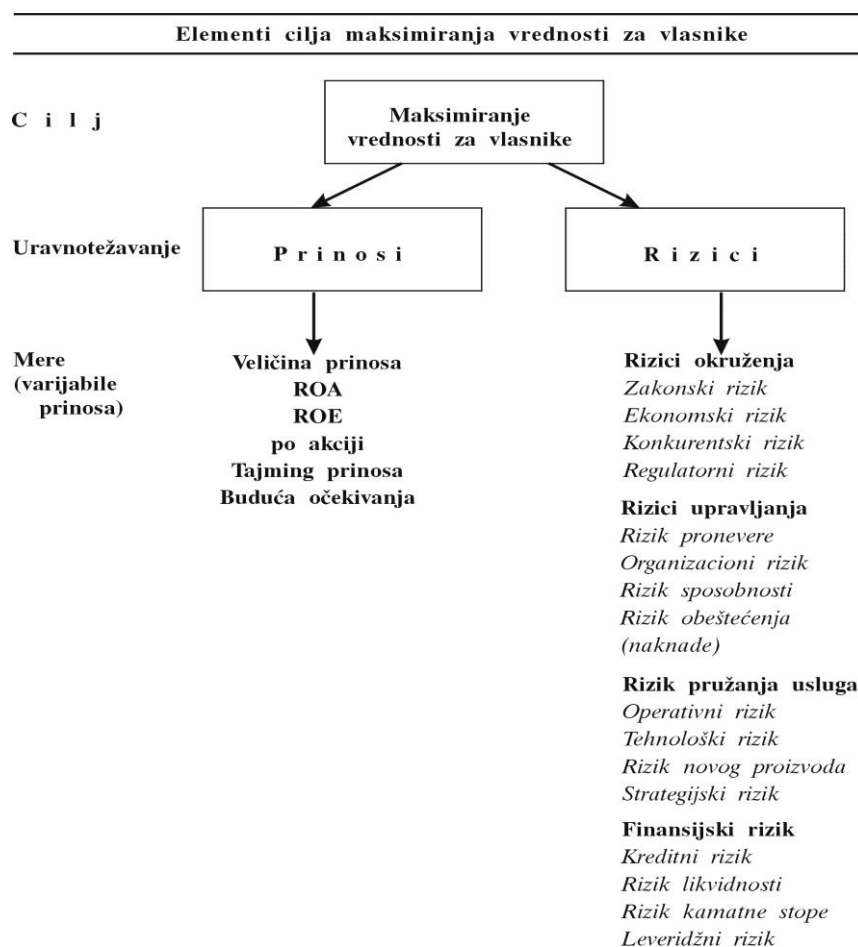 Elementi cilja maksimiranja vrednosti za vlasnike
Cilj
Maksimiranje
vrednosti za vlasnike
Uravnotežavanje
Prinosi
Rizici
Mere
(varijabile
prinosa)
Veličina prinosa
ROA
ROE
po akciji
Tajming prinosa
Buduća očekivanja
Rizici okruženja
Zakonski rizik
Ekonomski rizik
Konkurentski rizik
Regulatorni rizik
Rizici upravljanja
Rizik pronevere
Organizacioni rizik
Rizik sposobnosti
Rizik obeštećenja
(naknade)
Rizik pružanja usluga
Operativni rizik
Tehnološki rizik
Rizik novog proizvoda
Strategijski rizik
Finansijski rizik
Kreditni rizik
Rizik likvidnosti
Rizik kamatne stope
Leveridžni rizik